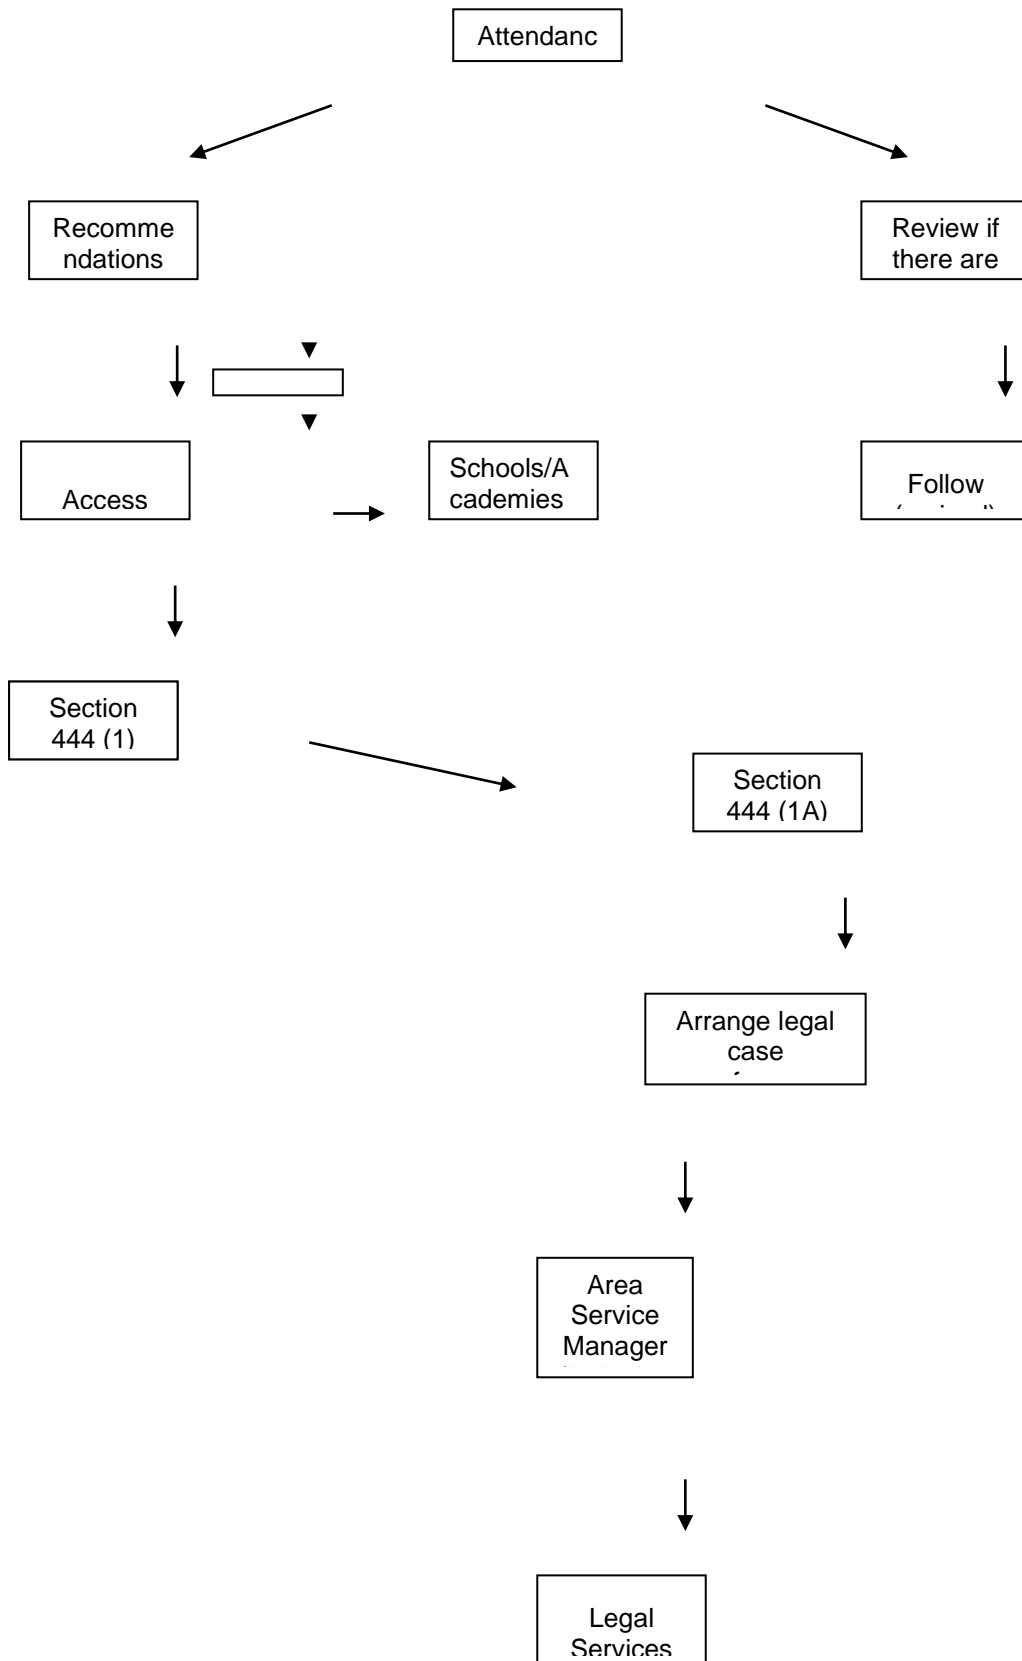 Attendanc
Recomme
ndations
Review if
there are
Access
Schools/A
cademies
Follow
Section
444 (1)
Section
444 (1A)
Arrange legal
case
Area
Service
Manager
Legal
Services